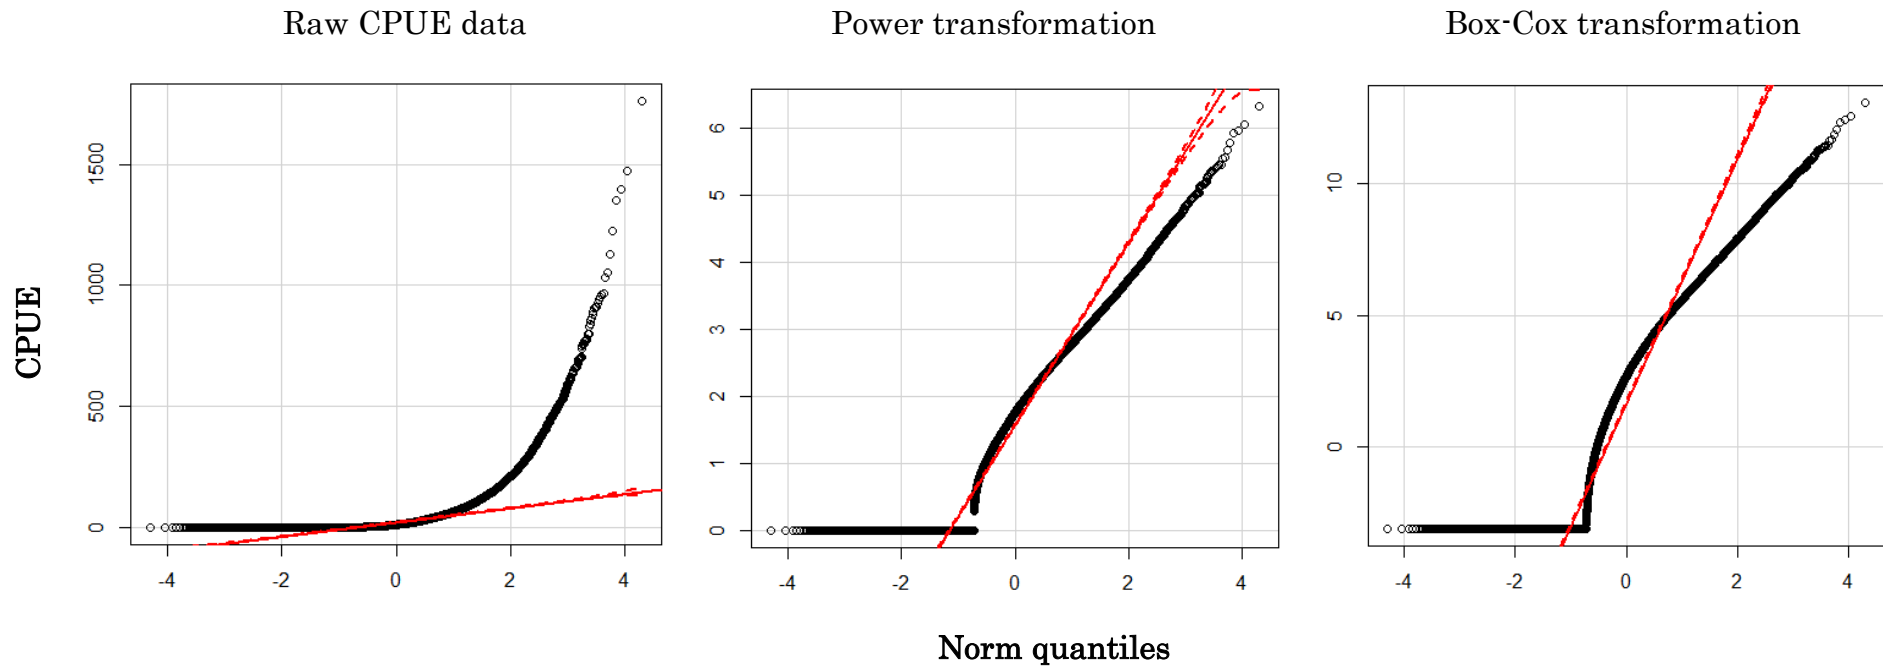 Raw CPUE data
Power transformation
Box-Cox transformation
CPUE
1500
1000
500
0
-4 -2 0 2 4
6
5
4
3
2
1
0
-4 -2 0 2 4
10
5
0
-4 -2 0 2 4
Norm quantiles